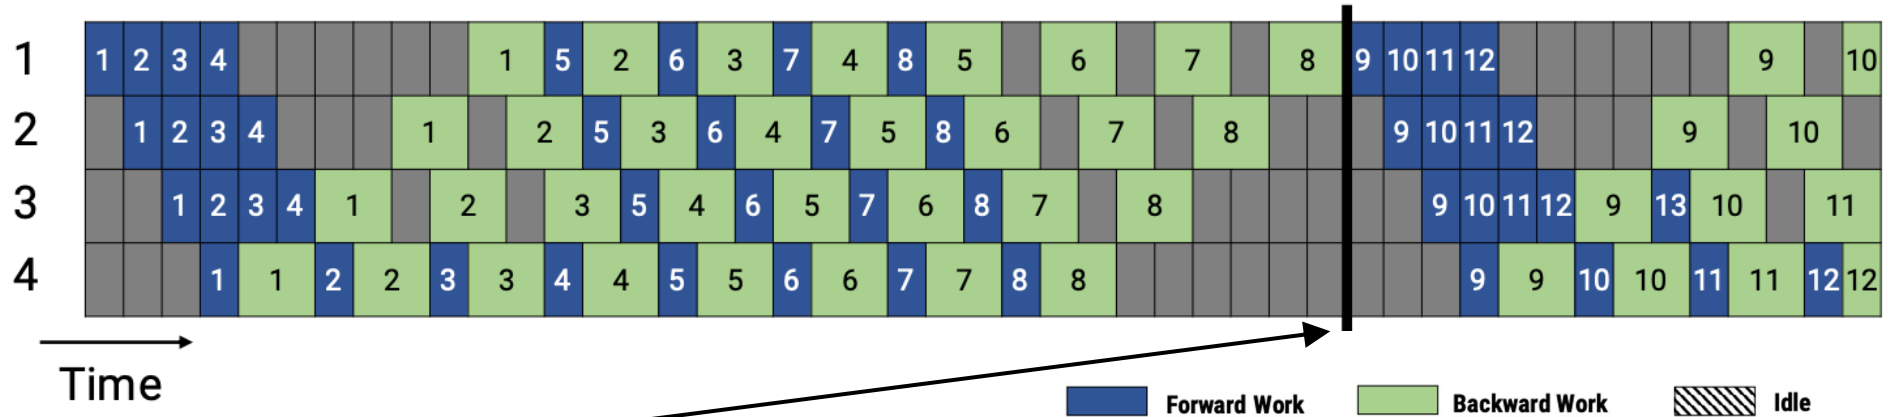 1 1 2 3 4 1 5 2 6 3 7 4 8 5 6 7 8 9 10 11 12 9 10
2 1 2 3 4 1 2 5 3 6 4 7 5 8 6 7 8 9 10 11 12 9 10
3 1 2 3 4 1 2 3 5 4 6 5 7 6 8 7 8 9 10 11 12 9 13 10 11
4 1 1 2 2 3 3 4 4 5 5 6 6 7 7 8 8 9 9 10 10 11 11 12 12
Time
Forward Work Backward Work Idle